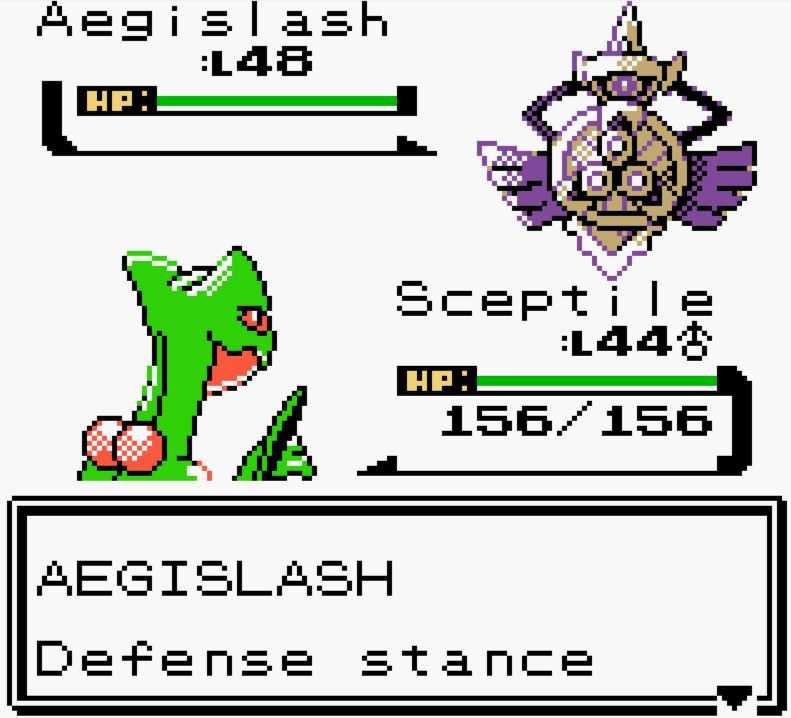 Aegislash
:L48
HP:
Sceptile
:L44♂
HP:
156/156
AEGISLASH
Defense stance